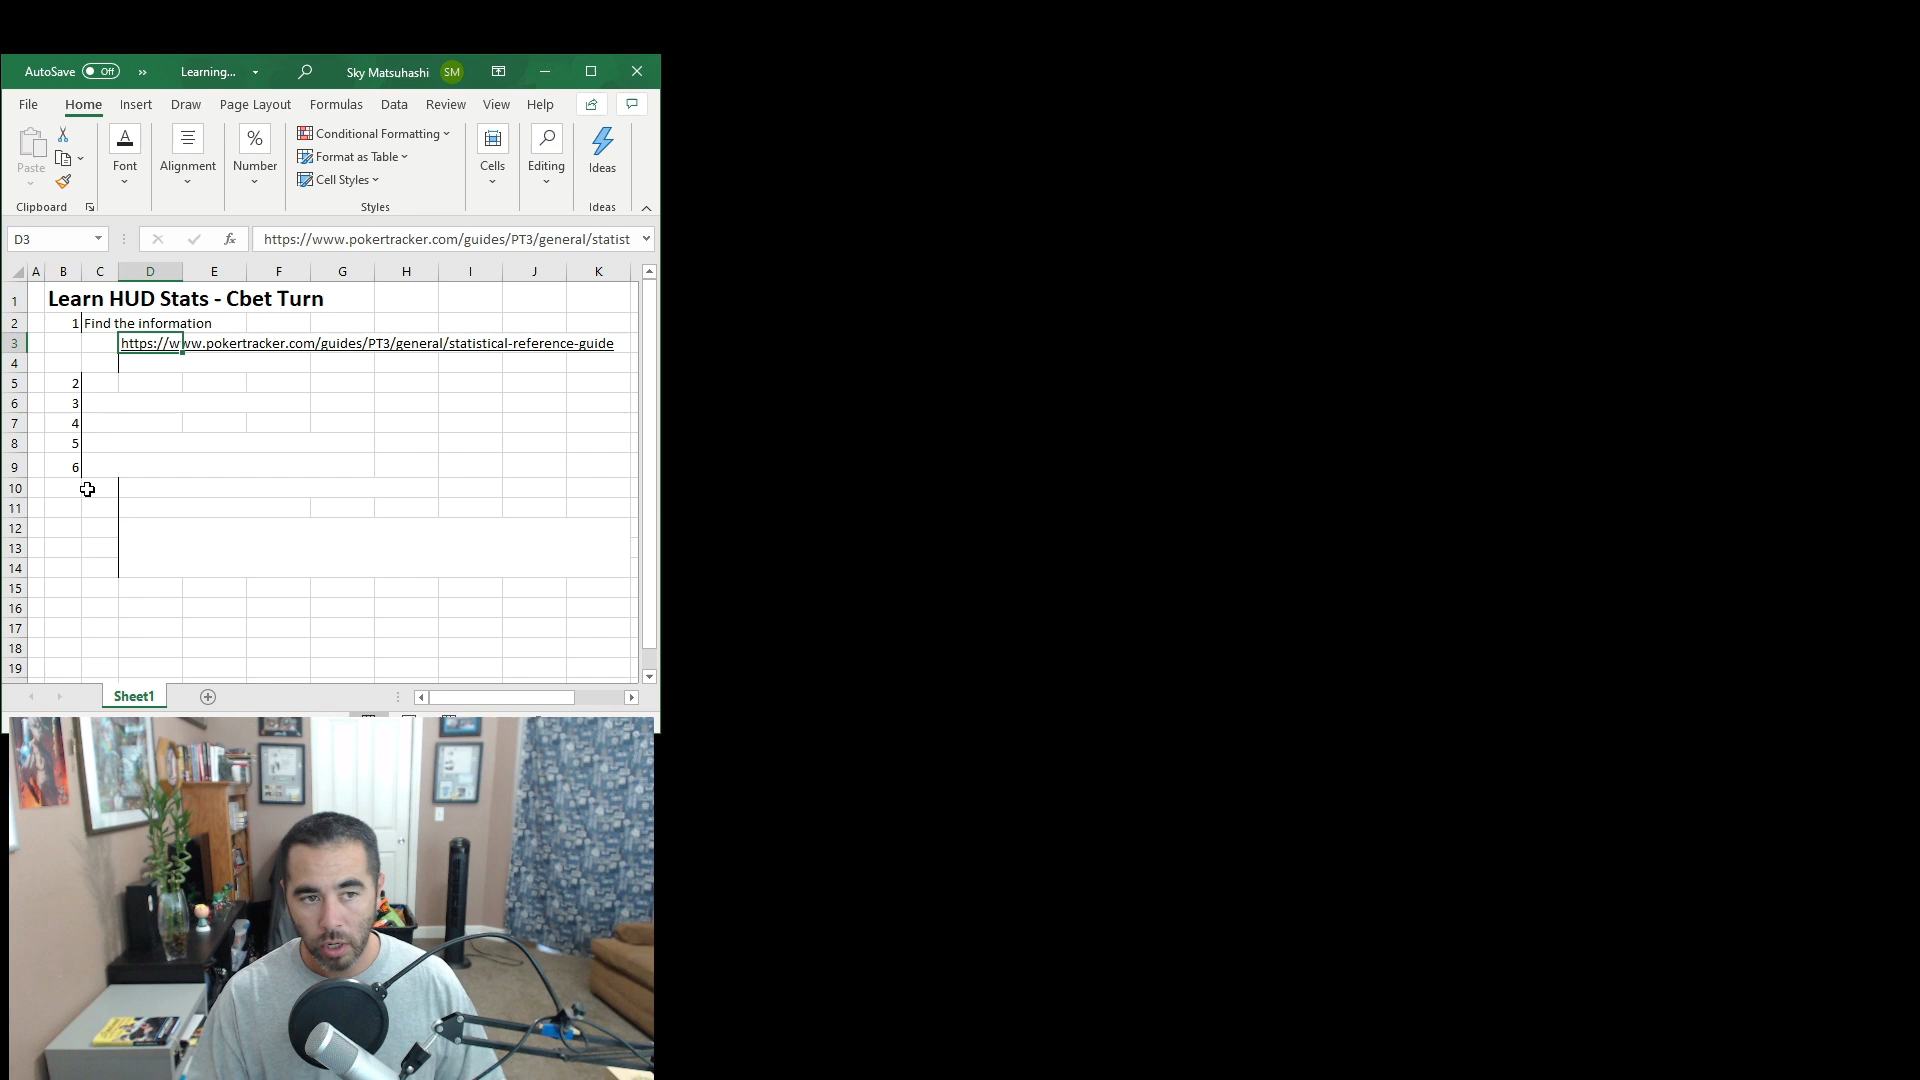 AutoSave Off » Learning... Sky Matsuhashi SM
File Home Insert Draw Page Layout Formulas Data Review View Help
Paste
Clipboard
Font
Alignment
%
Number
Conditional Formatting
Format as Table
Cell Styles
Styles
Cells
Editing
Ideas
Ideas
D3 fx https://www.pokertracker.com/guides/PT3/general/statist
A B C D E F G H I J K
1 Learn HUD Stats - Cbet Turn
2 1 Find the information
3 https://www.pokertracker.com/guides/PT3/general/statistical-reference-guide
4
5 2
6 3
7 4
8 5
9 6
10
11
12
13
14
15
16
17
18
19
Sheet1